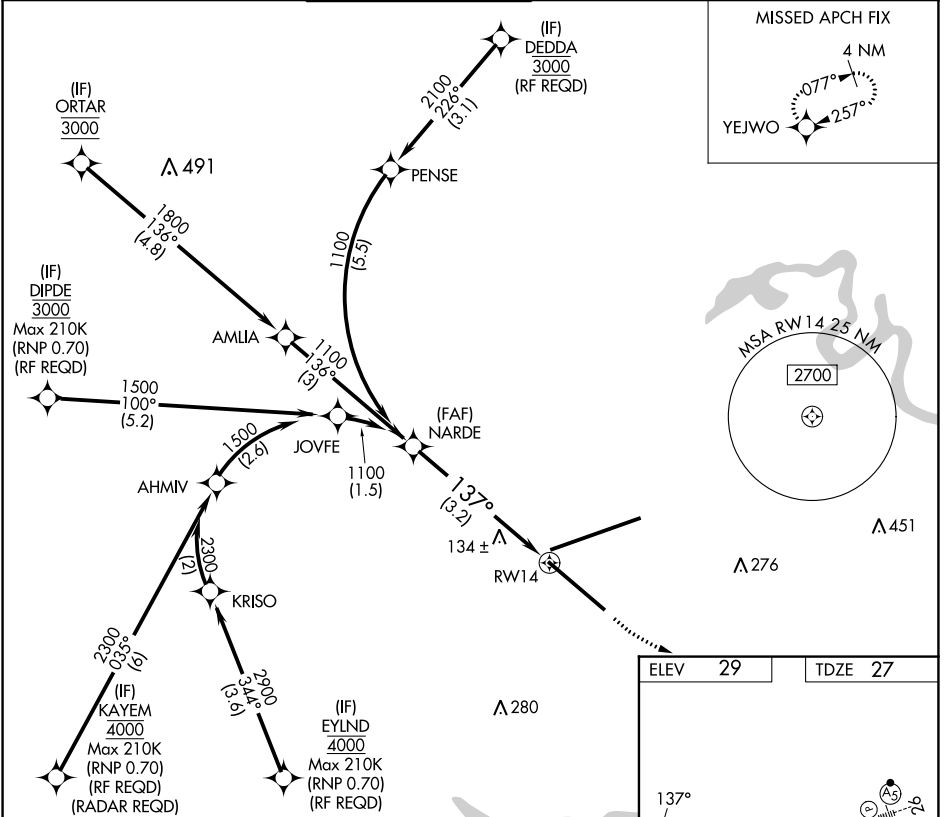 MISSED APCH FIX
4 NM
077°
257°
YEJWO
(IF)
DEDDA
3000
(RF REQD)
2100
226°
(3.1)
PENSE
(IF)
ORTAR
3000
491
1800
136°
(4.8)
1100
(5.5)
(IF)
DIPDE
3000
Max 210K
(RNP 0.70)
(RF REQD)
AMLIA
1100
136°
(3)
MSA RW14 25 NM
2700
1500
100°
(5.2)
JOVFE
(FAF)
NARDE
1500
(2.6)
1100
(1.5)
AHMIV
137°
(3.2)
134 ±
RW14
451
276
2300
(2)
KRISO
2300
035°
(6)
2900
344°
(3.6)
(IF)
KAYEM
4000
Max 210K
(RNP 0.70)
(RF REQD)
(RADAR REQD)
(IF)
EYLND
4000
Max 210K
(RNP 0.70)
(RF REQD)
280
ELEV 29
TDZE 27
137°
A5
P
26